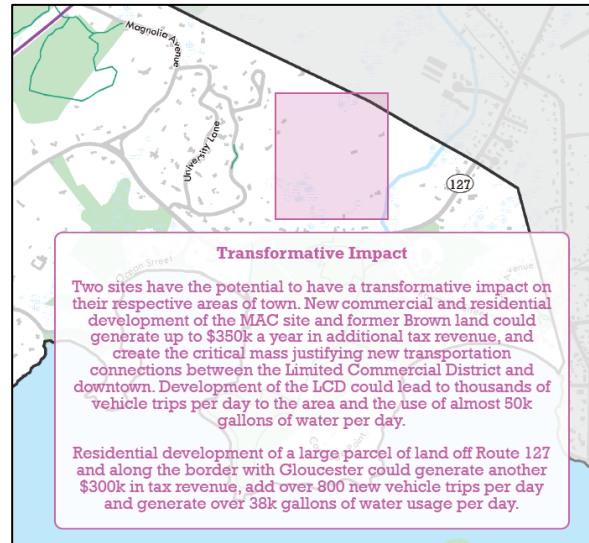 Magnolia Avenue
University Lane
127
Transformative Impact
Two sites have the potential to have a transformative impact on
their respective areas of town. New commercial and residential
development of the MAC site and former Brown land could
generate up to $350k a year in additional tax revenue, and
create the critical mass justifying new transportation
connections between the Limited Commercial District and
downtown. Development of the LCD could lead to thousands of
vehicle trips per day to the area and the use of almost 50k
gallons of water per day.
Residential development of a large parcel of land off Route 127
and along the border with Gloucester could generate another
$300k in tax revenue, add over 800 new vehicle trips per day
and generate over 38k gallons of water usage per day.
Ocean Street
Avenue
Point